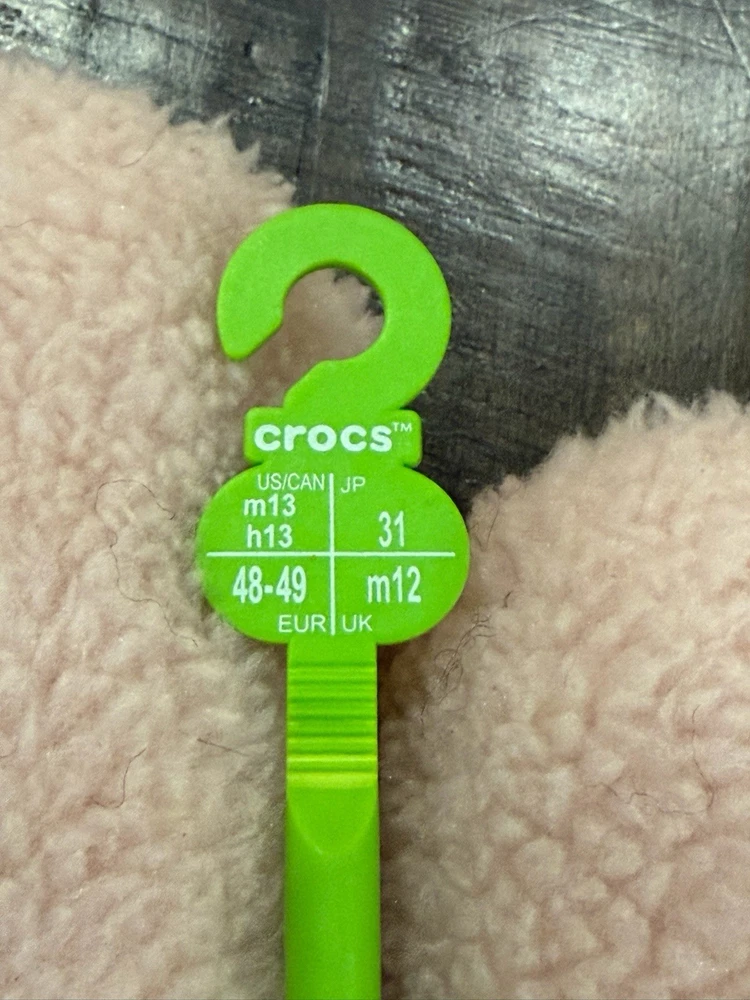 crocs™
US/CAN
m13
h13
JP
31
48-49
EUR
m12
UK